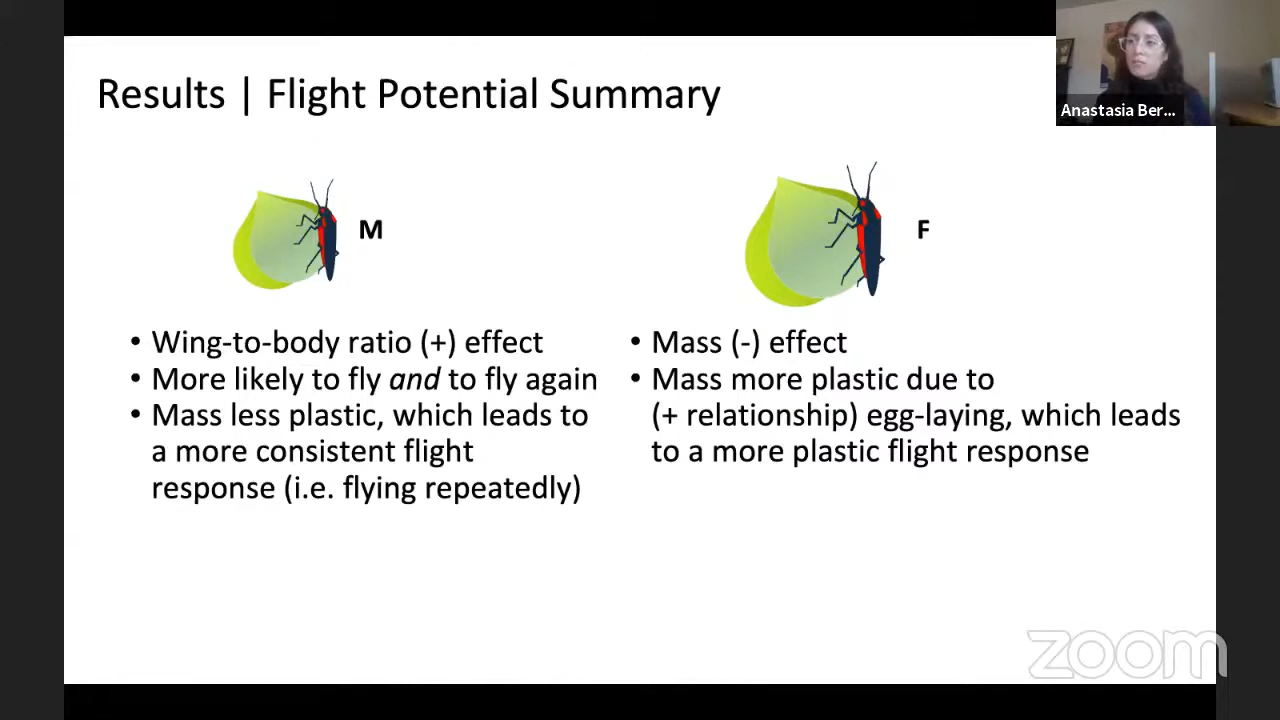 Results | Flight Potential Summary
Anastasia Ber...
M
F
• Wing-to-body ratio (+) effect
• More likely to fly and to fly again
• Mass less plastic, which leads to
a more consistent flight
response (i.e. flying repeatedly)
• Mass (-) effect
• Mass more plastic due to
(+ relationship) egg-laying, which leads
to a more plastic flight response
zoom